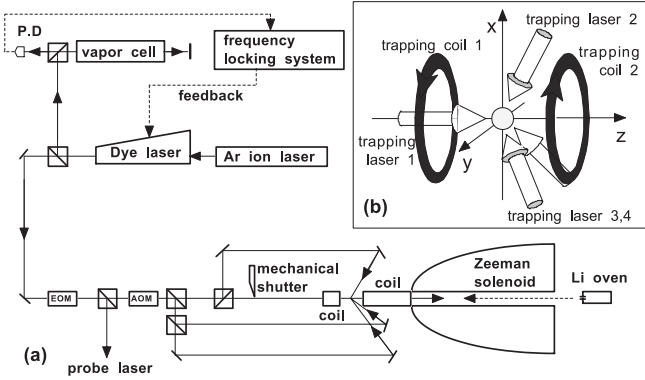 P.D
vapor cell
frequency
locking system
feedback
Dye laser
Ar ion laser
(b)
x
trapping laser 2
trapping coil 1
trapping
coil 2
trapping
laser 1
y
z
trapping laser 3,4
mechanical
shutter
coil
coil
Zeeman
solenoid
Li oven
EOM
AOM
probe laser
(a)